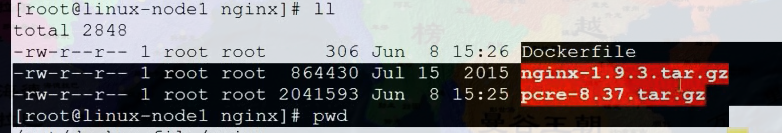 [root@linux-node1 nginx]# ll
total 2848
-rw-r--r-- 1 root root     306 Jun  8 15:26 Dockerfile
-rw-r--r-- 1 root root  864430 Jul 15  2015 nginx-1.9.3.tar.gz
-rw-r--r-- 1 root root 2041593 Jun  8 15:25 pcre-8.37.tar.gz
[root@linux-node1 nginx]# pwd